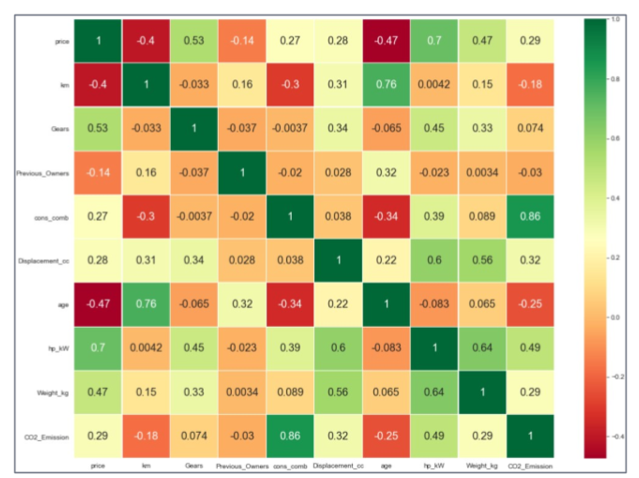 price 1 -0.4 0.53 -0.14 0.27 0.28 -0.47 0.7 0.47 0.29
km -0.4 1 -0.033 0.16 -0.3 0.31 0.76 0.0042 0.15 -0.18
Gears 0.53 -0.033 1 -0.037 -0.0037 0.34 -0.065 0.45 0.33 0.074
Previous_Owners -0.14 0.16 -0.037 1 -0.02 0.028 0.32 -0.023 0.0034 -0.03
cons_comb 0.27 -0.3 -0.0037 -0.02 1 0.038 -0.34 0.39 0.089 0.86
Displacement_cc 0.28 0.31 0.34 0.028 0.038 1 0.22 0.6 0.56 0.32
age -0.47 0.76 -0.065 0.32 -0.34 0.22 1 -0.083 0.065 -0.25
hp_kW 0.7 0.0042 0.45 -0.023 0.39 0.6 -0.083 1 0.64 0.49
Weight_kg 0.47 0.15 0.33 0.0034 0.089 0.56 0.065 0.64 1 0.29
CO2_Emission 0.29 -0.18 0.074 -0.03 0.86 0.32 -0.25 0.49 0.29 1
price km Gears Previous_Owners cons_comb Displacement_cc age hp_kW Weight_kg CO2_Emission
1.0
0.8
0.6
0.4
0.2
0.0
-0.2
-0.4